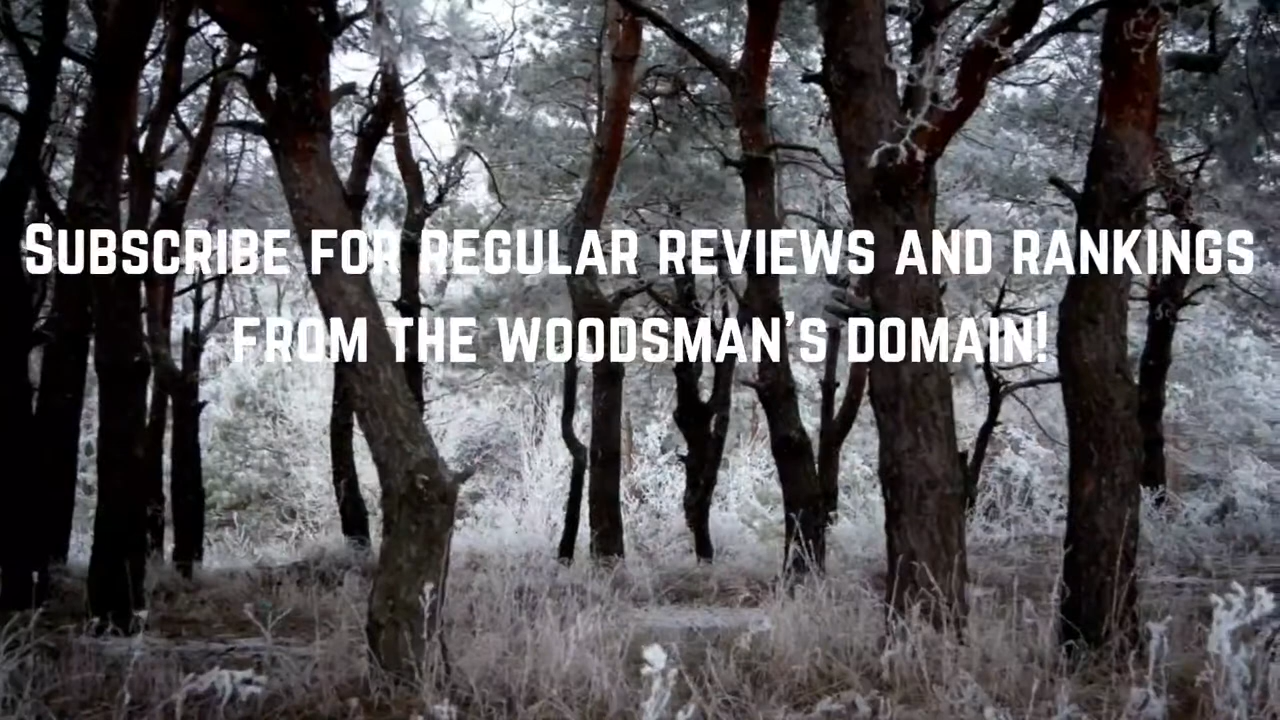 Subscribe for regular reviews and rankings
from the woodsman's domain!